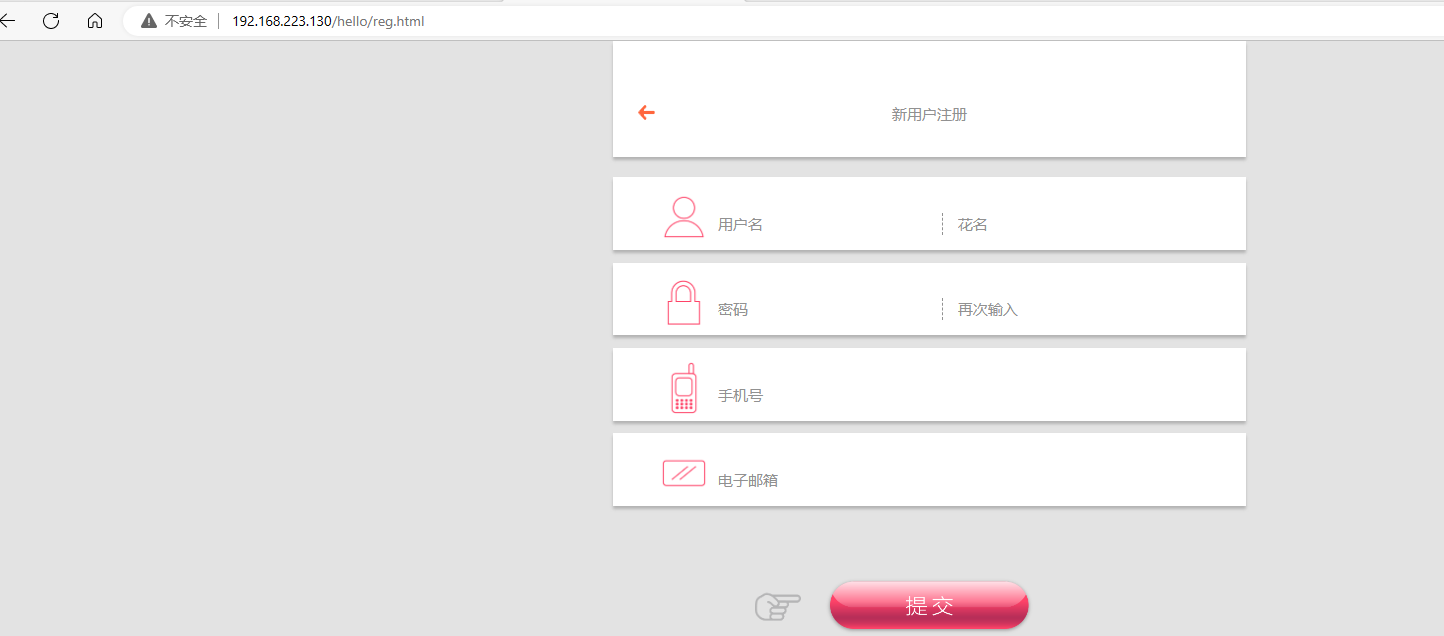 不安全 192.168.223.130/hello/reg.html
新用户注册
用户名 花名
密码 再次输入
手机号
电子邮箱
提交